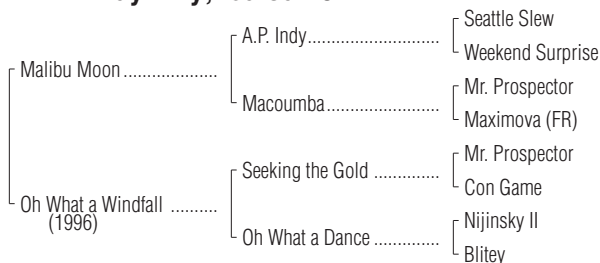 Seattle Slew
A.P. Indy
Weekend Surprise
Malibu Moon
Mr. Prospector
Macoumba
Maximova (FR)
Mr. Prospector
Seeking the Gold
Con Game
Oh What a Windfall
(1996)
Nijinsky II
Oh What a Dance
Blitey